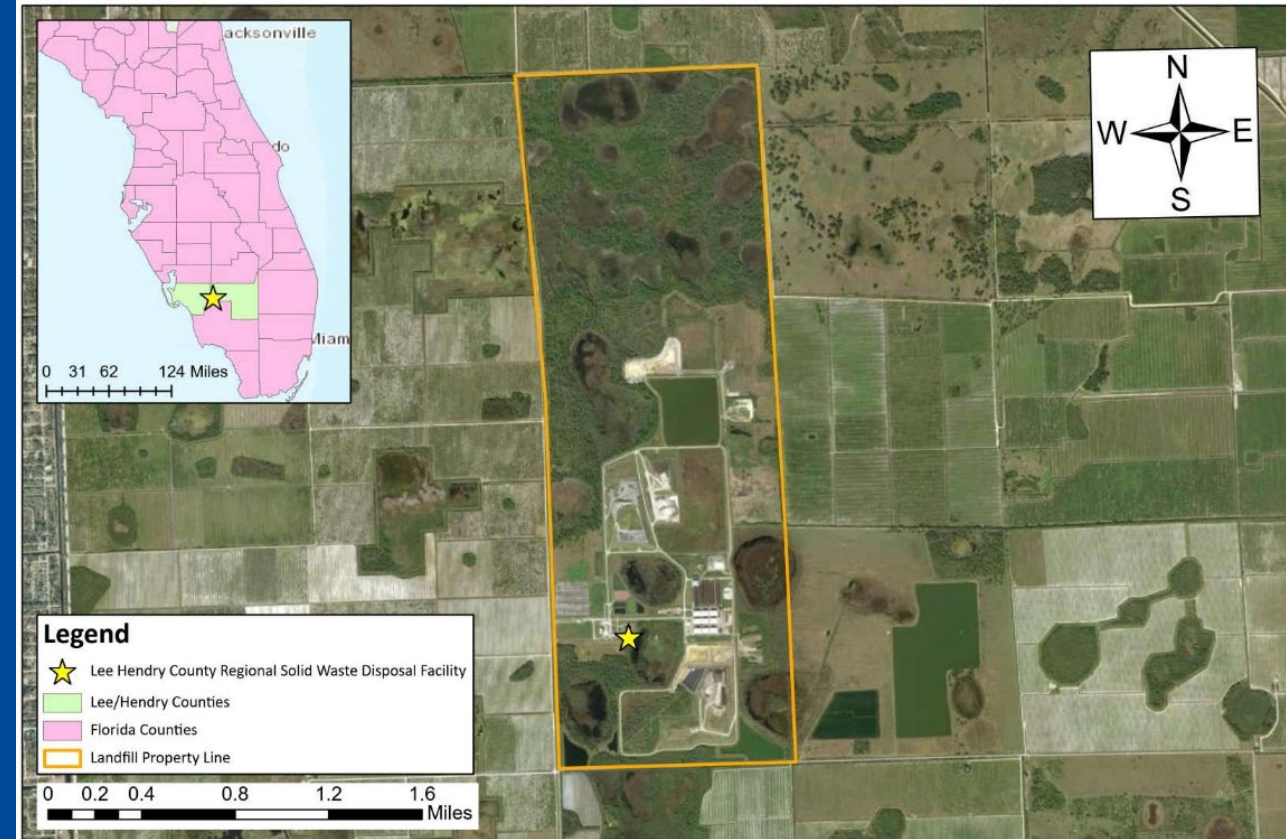 acksonville
do
Miam
0 31 62 124 Miles
N
W E
S
Legend
Lee Hendry County Regional Solid Waste Disposal Facility
Lee/Hendry Counties
Florida Counties
Landfill Property Line
0 0.2 0.4 0.8 1.2 1.6
Miles